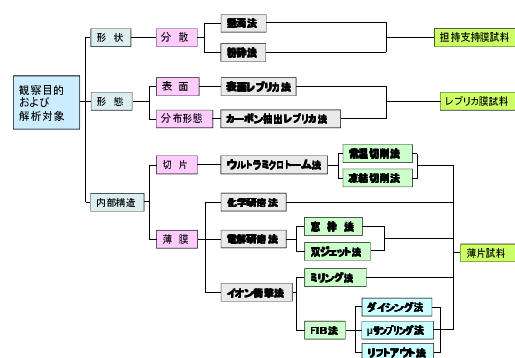 観察目的
および
解析対象
形状
分散
懸濁法
粉砕法
担持支持膜試料
形態
表面
表面レプリカ法
分布形態
カーボン抽出レプリカ法
レプリカ膜試料
内部構造
切片
ウルトラミクロトーム法
常温切削法
凍結切削法
薄膜
化学研磨法
電解研磨法
窓枠法
双ジェット法
イオン衝撃法
ミリング法
FIB法
ダイシング法
μサンプリング法
リフトアウト法
薄片試料